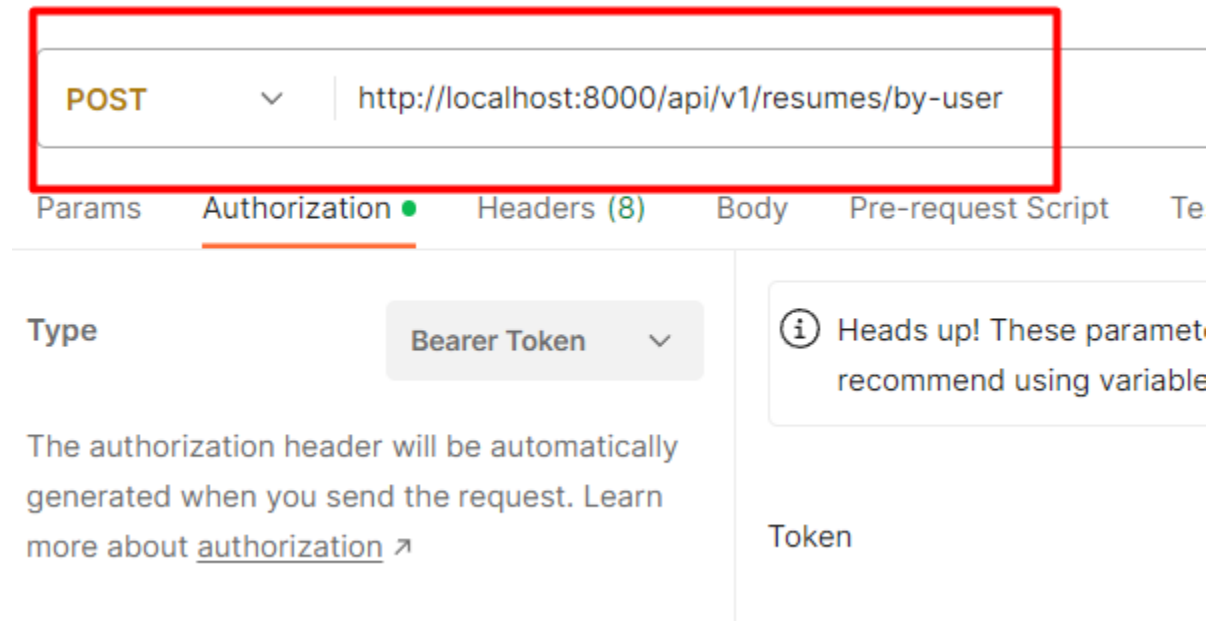 POST http://localhost:8000/api/v1/resumes/by-user
Params Authorization Headers (8) Body Pre-request Script
Type
Bearer Token
Heads up! These
recommend using
The authorization header will be automatically
generated when you send the request. Learn
more about authorization ↗
Token